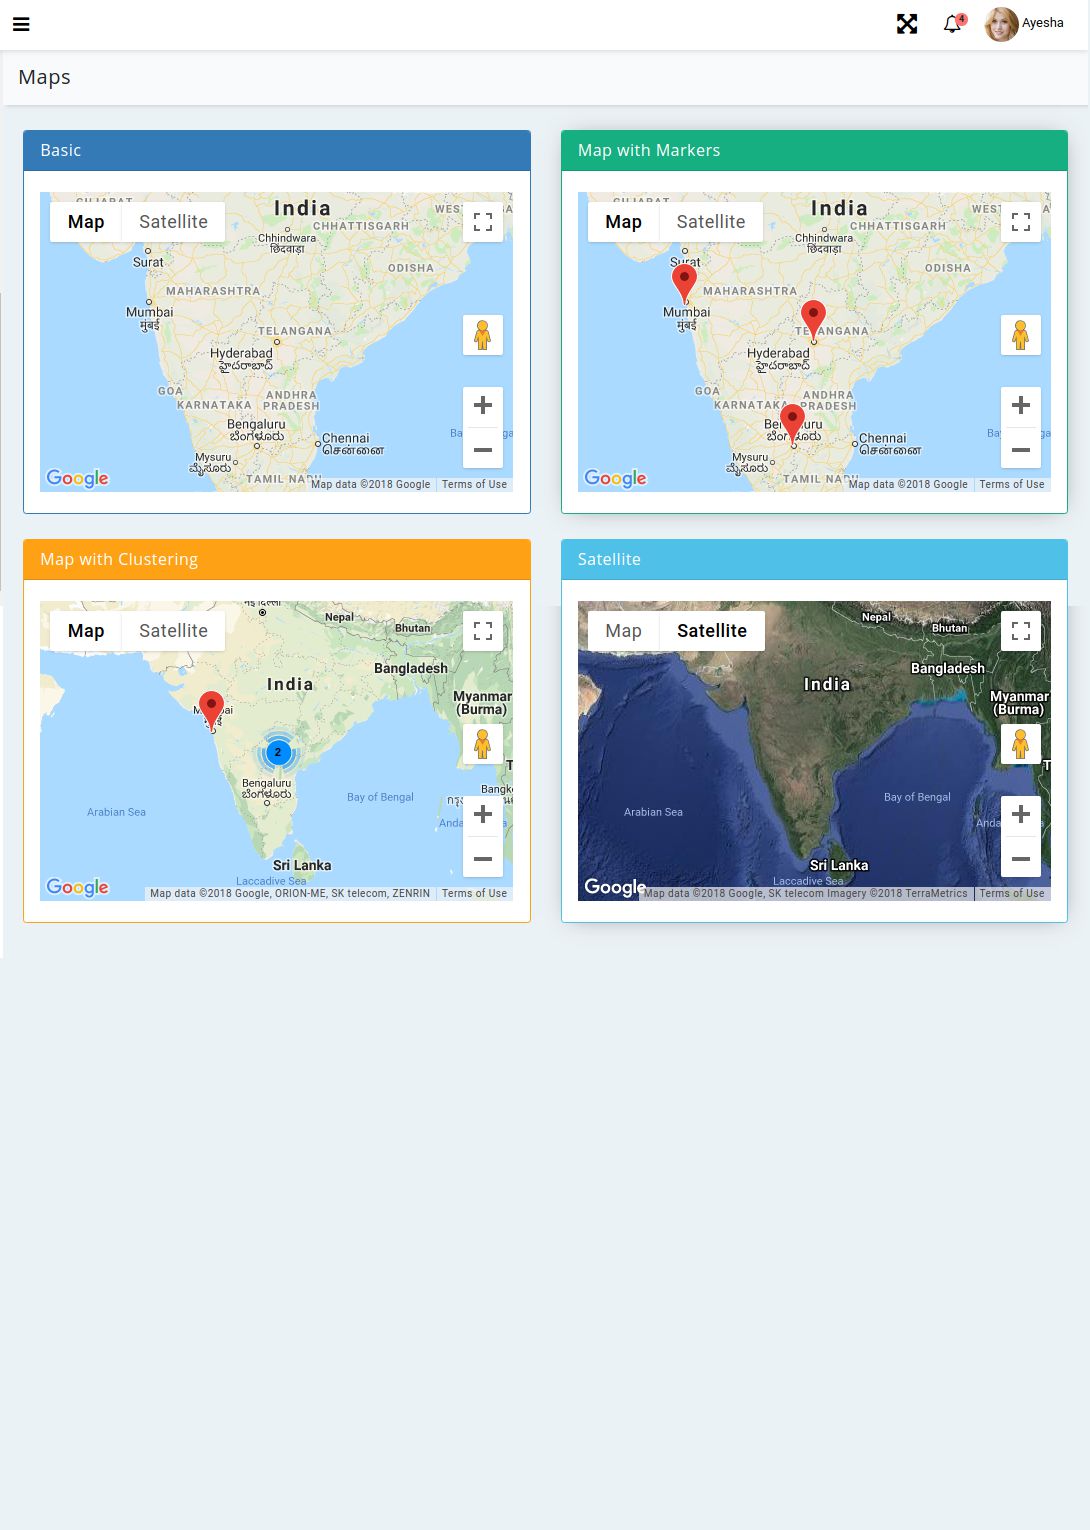 4
Ayesha
Maps
Basic
Map
Satellite
India
CHHATTISGARH
Chhindwara
छिंदवाड़ा
ODISHA
Surat
MAHARASHTRA
Mumbai
मुंबई
TELANGANA
Hyderabad
హైదరాబాద్
GOA
KARNATAKA
ANDHRA
PRADESH
Bengaluru
ಬೆಂಗಳೂರು
Chennai
சென்னை
Mysuru
ಮೈಸೂರು
TAMIL NADU
Google
Map data ©2018 Google
Terms of Use
Map with Markers
Map
Satellite
India
CHHATTISGARH
Chhindwara
छिंदवाड़ा
ODISHA
Surat
MAHARASHTRA
Mumbai
मुंबई
TELANGANA
Hyderabad
హైదరాబాద్
GOA
KARNATAKA
ANDHRA
PRADESH
Bengaluru
ಬೆಂಗಳೂರು
Chennai
சென்னை
Mysuru
ಮೈಸೂರು
TAMIL NADU
Google
Map data ©2018 Google
Terms of Use
Map with Clustering
Map
Satellite
Nepal
Bhutan
Bangladesh
India
Myanmar
(Burma)
Mumbai
2
Bengaluru
ಬೆಂಗಳೂರು
Bay of Bengal
Arabian Sea
Sri Lanka
Laccadive Sea
Google
Map data ©2018 Google, ORION-ME, SK telecom, ZENRIN
Terms of Use
Satellite
Map
Satellite
Nepal
Bhutan
Bangladesh
India
Myanmar
(Burma)
Bay of Bengal
Arabian Sea
Sri Lanka
Laccadive Sea
Google
Map data ©2018 Google, SK telecom Imagery ©2018 TerraMetrics
Terms of Use